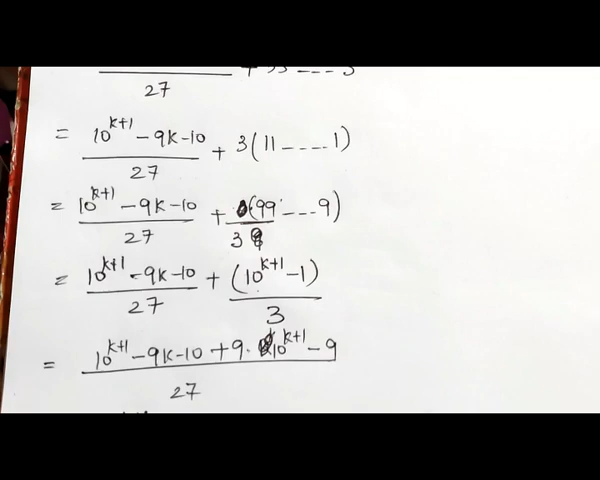 27
= 10^{k+1} - 9k - 10 / 27 + 3(11 - - - - 1)
= 10^{k+1} - 9k - 10 / 27 + (99 - - - 9) / 3
= 10^{k+1} - 9k - 10 / 27 + (10^{k+1} - 1) / 3
= 10^{k+1} - 9k - 10 + 9. 10^{k+1} - 9 / 27